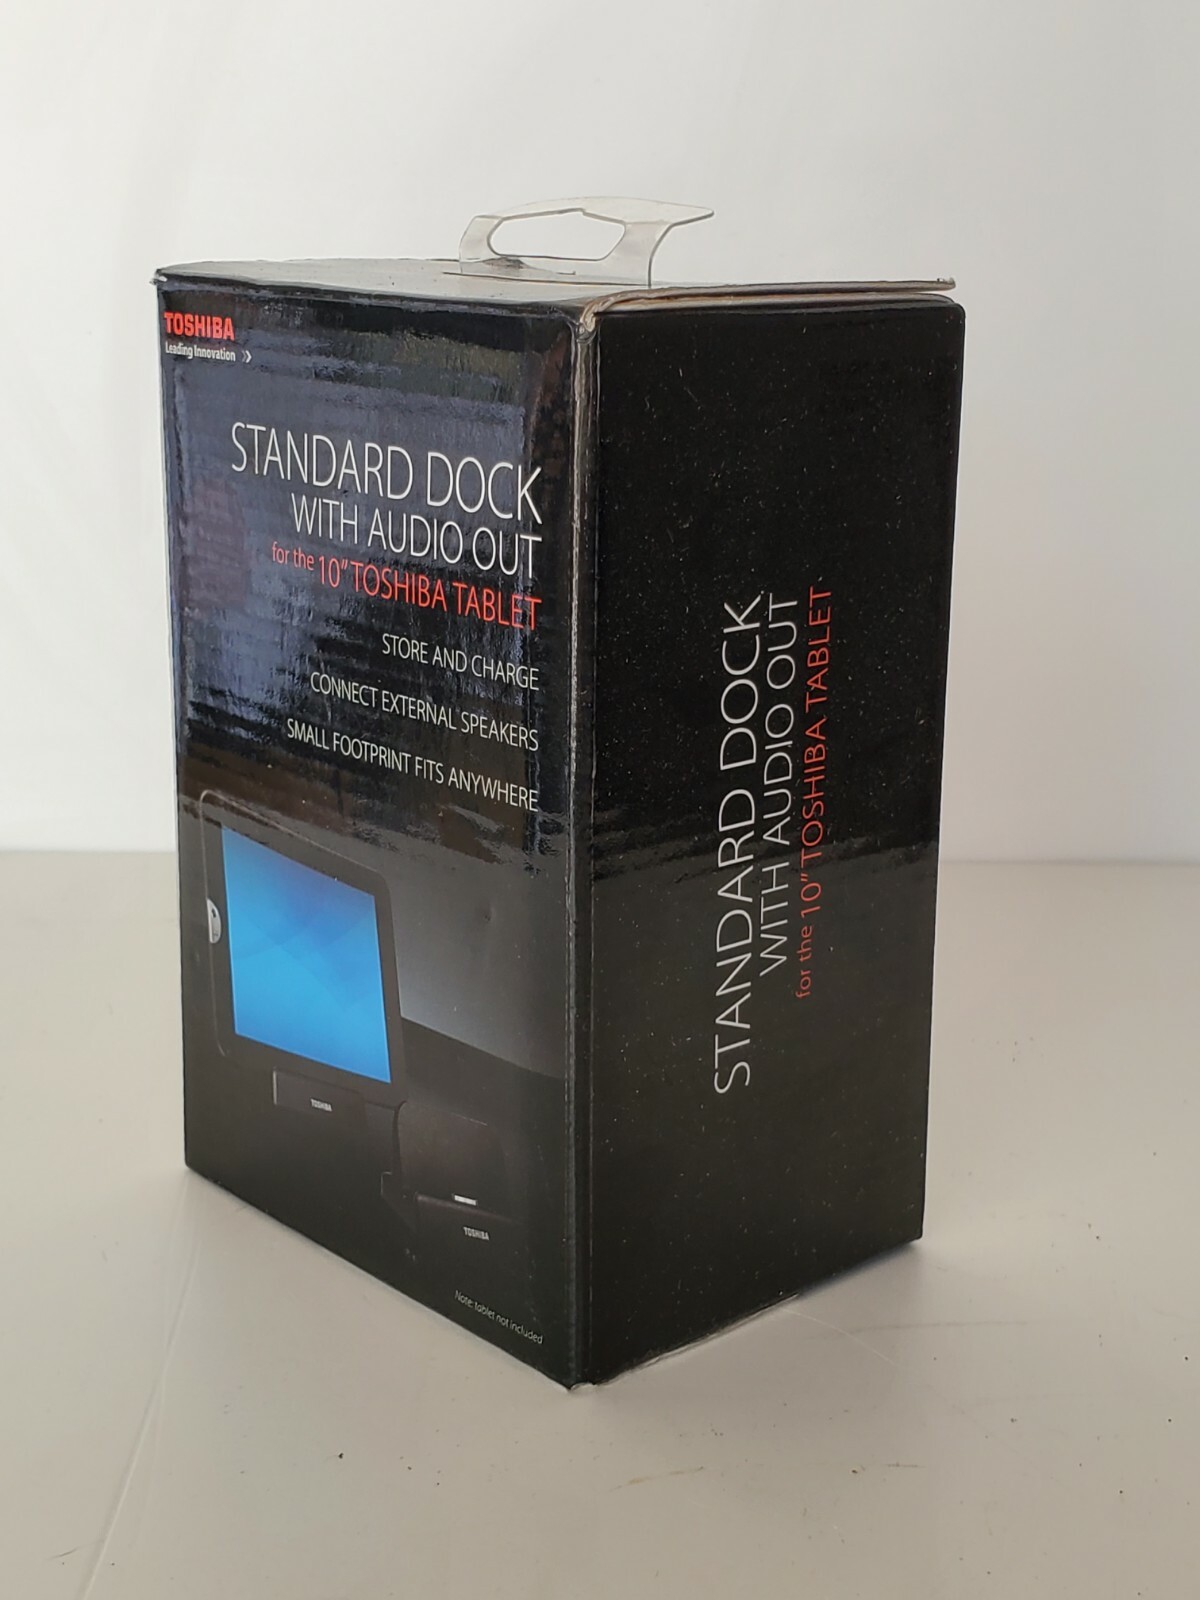 TOSHIBA
Leading Innovation >>
STANDARD DOCK
WITH AUDIO OUT
for the 10" TOSHIBA TABLET
STORE AND CHARGE
CONNECT EXTERNAL SPEAKERS
SMALL FOOTPRINT FITS ANYWHERE
TOSHIBA
TOSHIBA
Note: tablet not included
STANDARD DOCK
WITH AUDIO OUT
for the 10" TOSHIBA TABLET